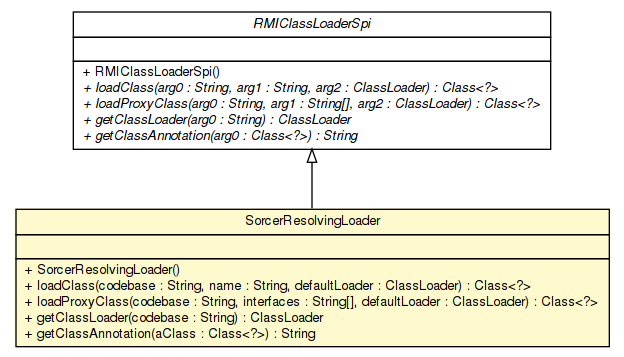 RMIClassLoaderSpi
+ RMIClassLoaderSpi()
+ loadClass(arg0 : String, arg1 : String, arg2 : ClassLoader) : Class<?>
+ loadProxyClass(arg0 : String, arg1 : String[], arg2 : ClassLoader) : Class<?>
+ getClassLoader(arg0 : String) : ClassLoader
+ getClassAnnotation(arg0 : Class<?>) : String
SorcerResolvingLoader
+ SorcerResolvingLoader()
+ loadClass(codebase : String, name : String, defaultLoader : ClassLoader) : Class<?>
+ loadProxyClass(codebase : String, interfaces : String[], defaultLoader : ClassLoader) : Class<?>
+ getClassLoader(codebase : String) : ClassLoader
+ getClassAnnotation(aClass : Class<?>) : String